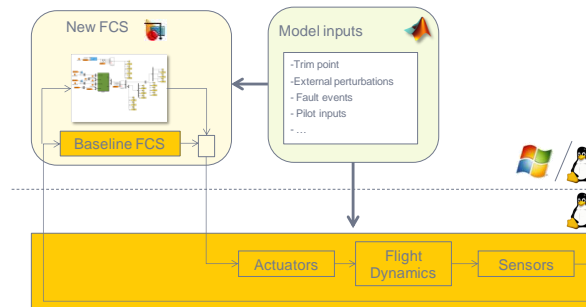 New FCS
Model inputs
-Trim point
-External perturbations
- Fault events
- Pilot inputs
- ...
Baseline FCS
Actuators
Flight
Dynamics
Sensors